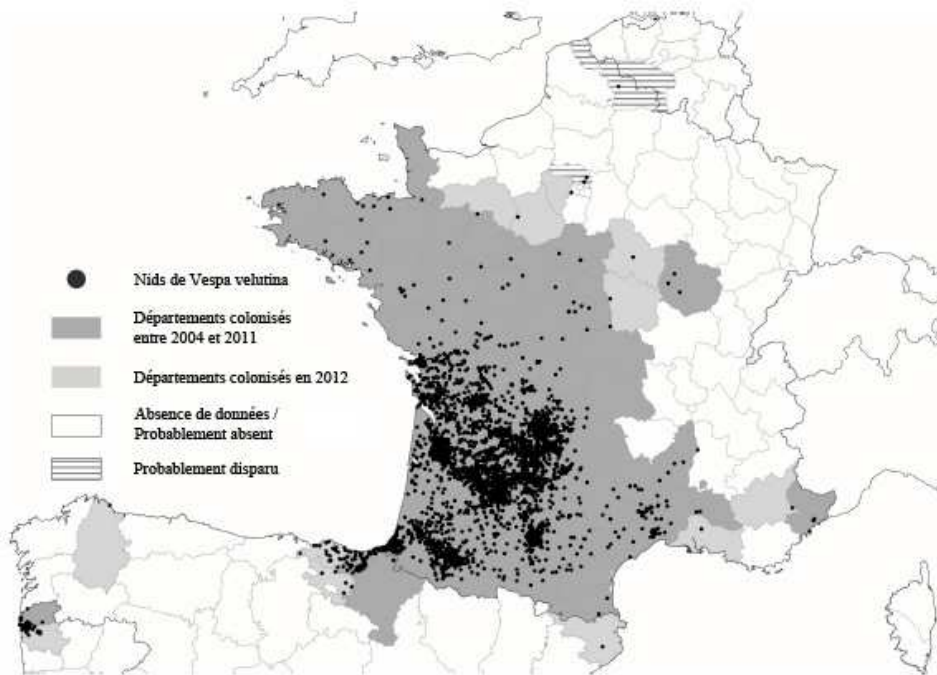 Nids de Vespa velutina
Départements colonisés
entre 2004 et 2011
Départements colonisés en 2012
Absence de données /
Probablement absent
Probablement disparu